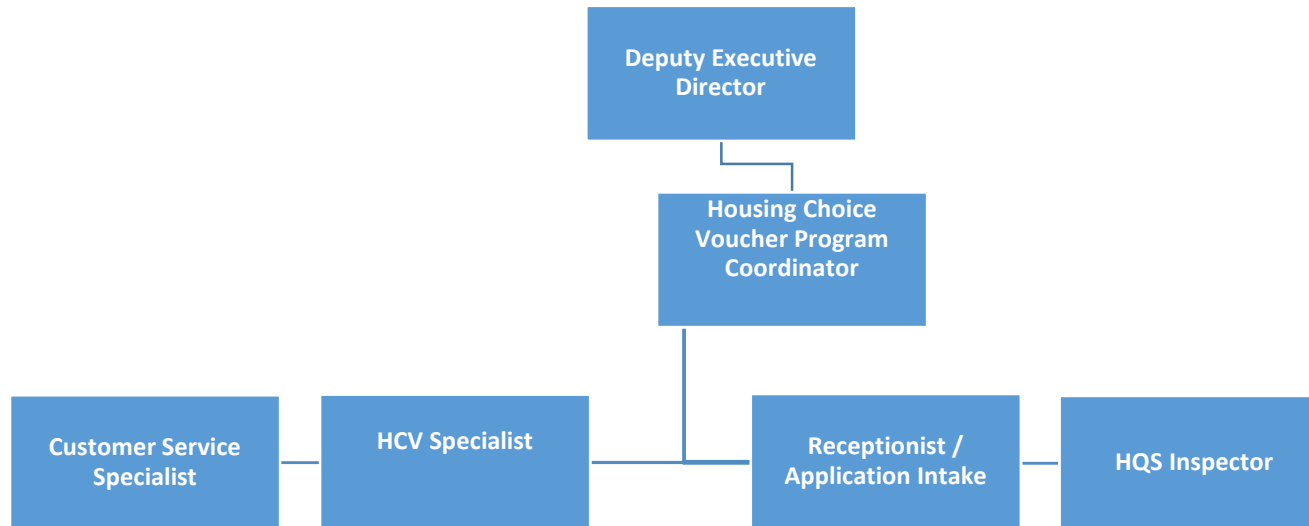 Deputy Executive
Director
Housing Choice
Voucher Program
Coordinator
Customer Service
Specialist
HCV Specialist
Receptionist /
Application Intake
HQS Inspector